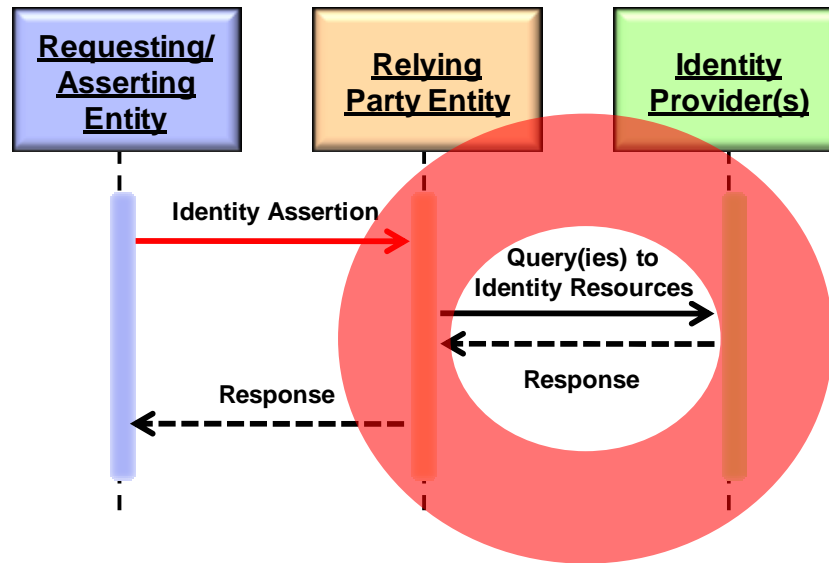 Requesting/
Asserting
Entity
Relying
Party Entity
Identity
Provider(s)
Identity Assertion
Query(ies) to
Identity Resources
Response
Response